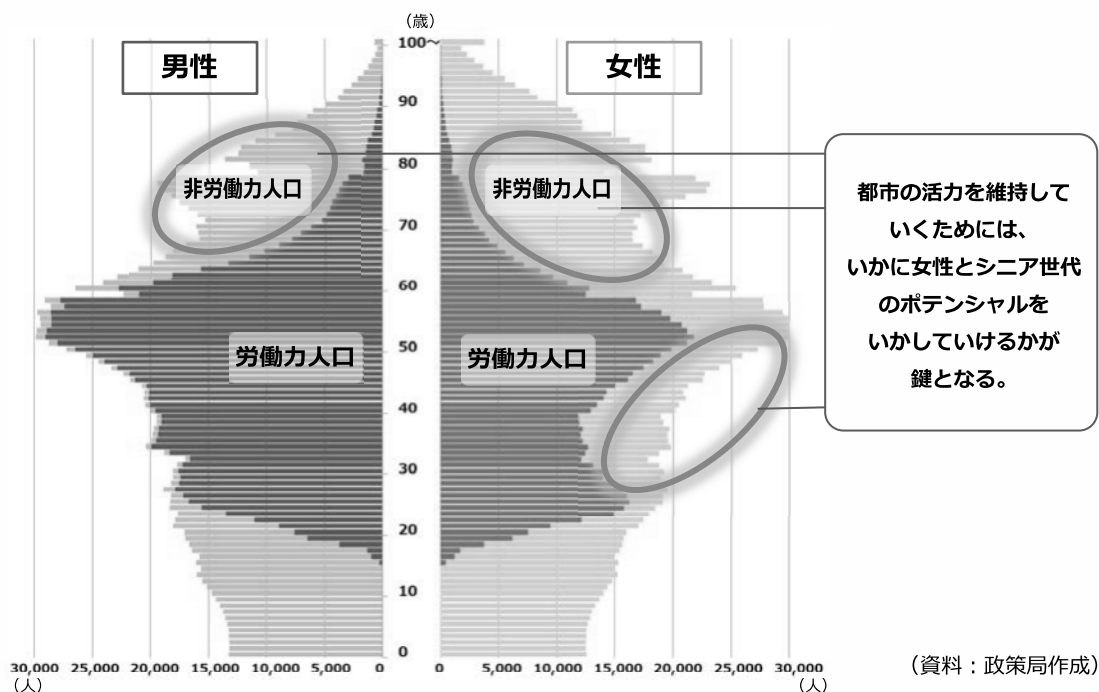 （歳）
男性
女性
100～
90
80
70
60
50
40
30
20
10
0
非労働力人口
非労働力人口
労働力人口
労働力人口
都市の活力を維持して
いくためには、
いかに女性とシニア世代
のポテンシャルを
いかしていけるかが
鍵となる。
30,000 25,000 20,000 15,000 10,000 5,000 0
0 5,000 10,000 15,000 20,000 25,000 30,000
（人）
（人）
（資料：政策局作成）